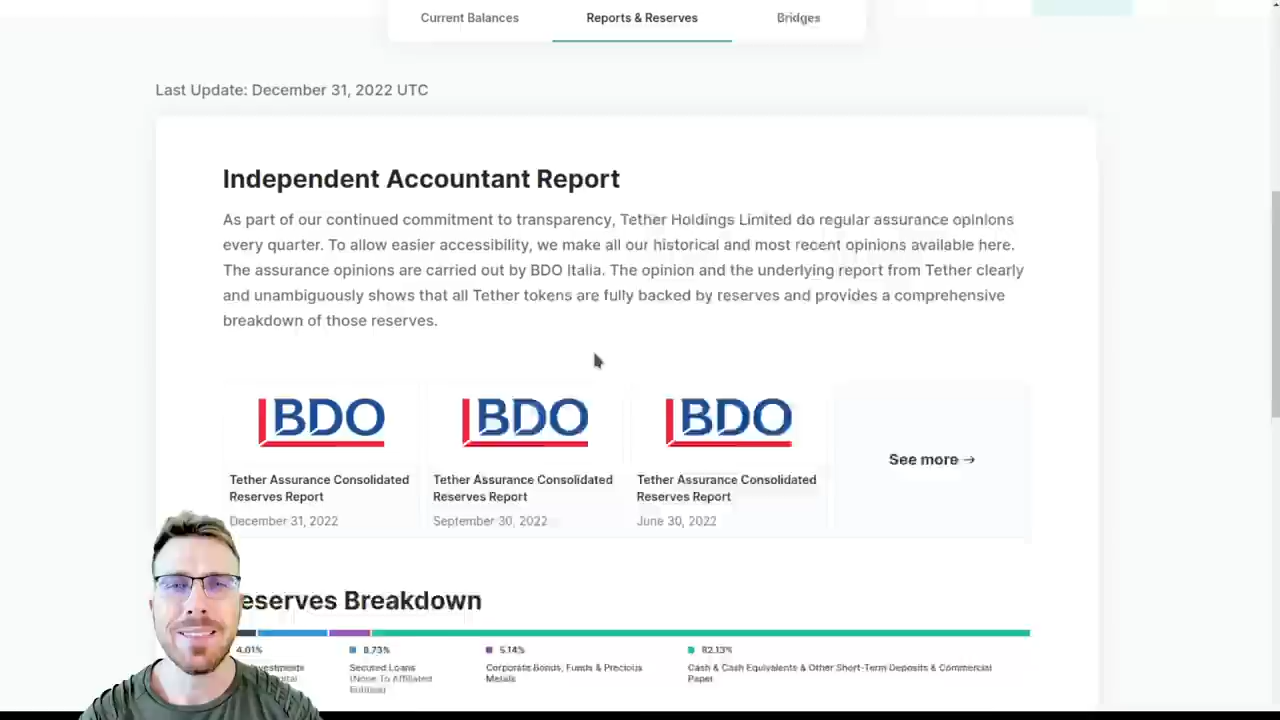 Current Balances
Reports & Reserves
Bridges
Last Update: December 31, 2022 UTC
Independent Accountant Report
As part of our continued commitment to transparency, Tether Holdings Limited do regular assurance opinions
every quarter. To allow easier accessibility, we make all our historical and most recent opinions available here.
The assurance opinions are carried out by BDO Italia. The opinion and the underlying report from Tether clearly
and unambiguously shows that all Tether tokens are fully backed by reserves and provides a comprehensive
breakdown of those reserves.
BDO
BDO
BDO
Tether Assurance Consolidated
Reserves Report
December 31, 2022
Tether Assurance Consolidated
Reserves Report
September 30, 2022
Tether Assurance Consolidated
Reserves Report
June 30, 2022
See more →
eserves Breakdown
4.01%
8.73%
Secured Loans
(None To Affiliated
Entities)
5.14%
Corporate Bonds, Funds & Precious
Metals
82.13%
Cash & Cash Equivalents & Other Short-Term Deposits & Commercial
Paper